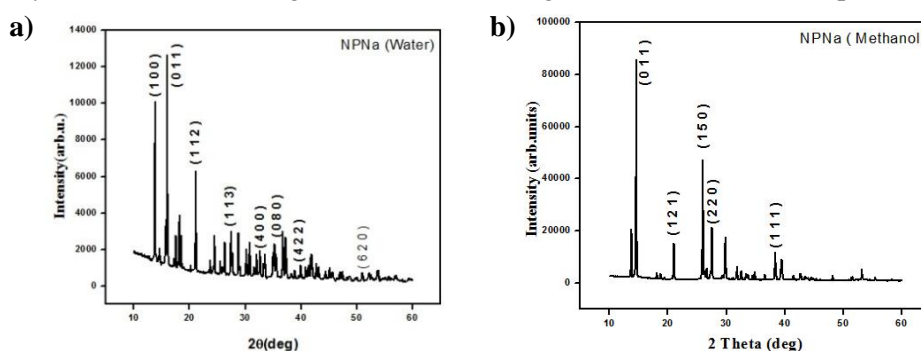 a)
NPNa (Water)
14000
12000
10000
8000
6000
4000
2000
0
Intensity(arb.u.)
(100)
(011)
(112)
(113)
(400)
(080)
(422)
(620)
10 20 30 40 50 60
2θ(deg)
b)
NPNa ( Methanol
100000
80000
60000
40000
20000
0
Intensity (arb.units)
(011)
(121)
(150)
(220)
(111)
10 20 30 40 50 60
2 Theta (deg)